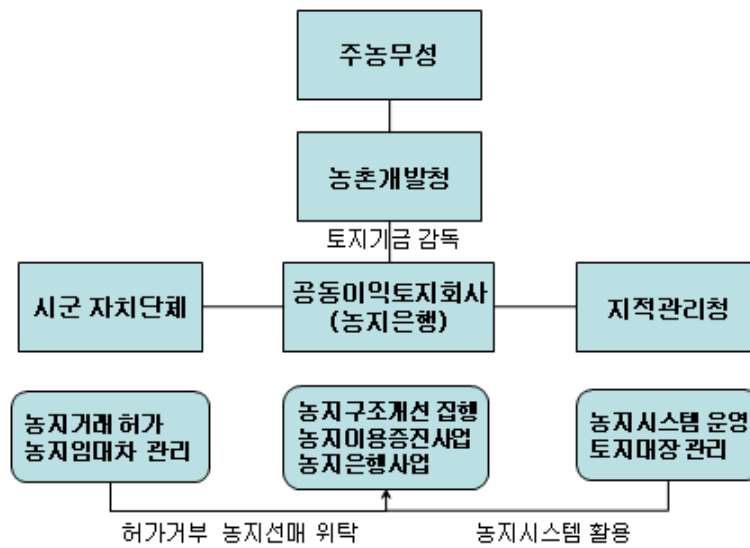 주농무성
농촌개발청
토지기금 감독
시군 자치단체
공동이익토지회사
(농지은행)
지적관리청
농지거래 허가
농지임대차 관리
농지구조개선 집행
농지이용증진사업
농지은행사업
농지시스템 운영
토지대장 관리
허가거부 농지선매 위탁
농지시스템 활용